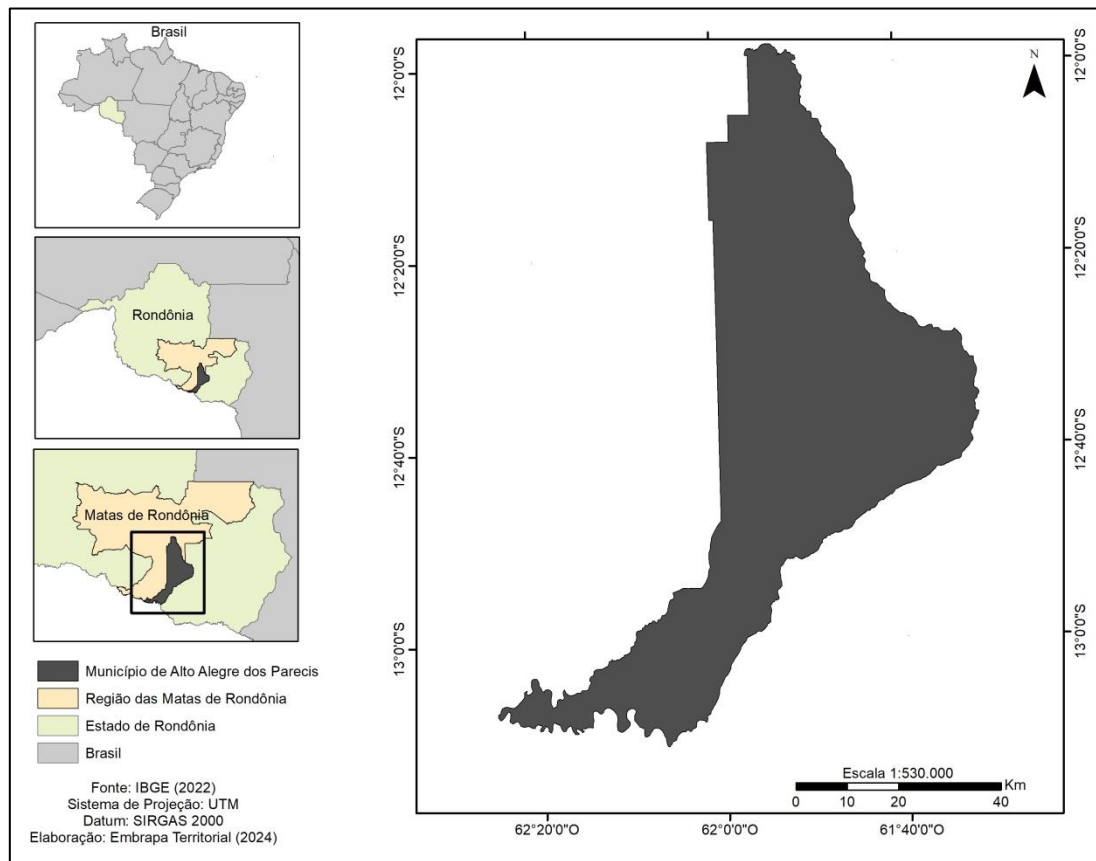 Brasil
Rondônia
Matas de Rondônia
Município de Alto Alegre dos Parecis
Região das Matas de Rondônia
Estado de Rondônia
Brasil
Fonte: IBGE (2022)
Sistema de Projeção: UTM
Datum: SIRGAS 2000
Elaboração: Embrapa Territorial (2024)
12°0'0"S
12°20'0"S
12°40'0"S
13°0'0"S
N
12°0'0"S
12°20'0"S
12°40'0"S
13°0'0"S
Escala 1:530.000
Km
0 10 20 40
62°20'0"O 62°0'0"O 61°40'0"O